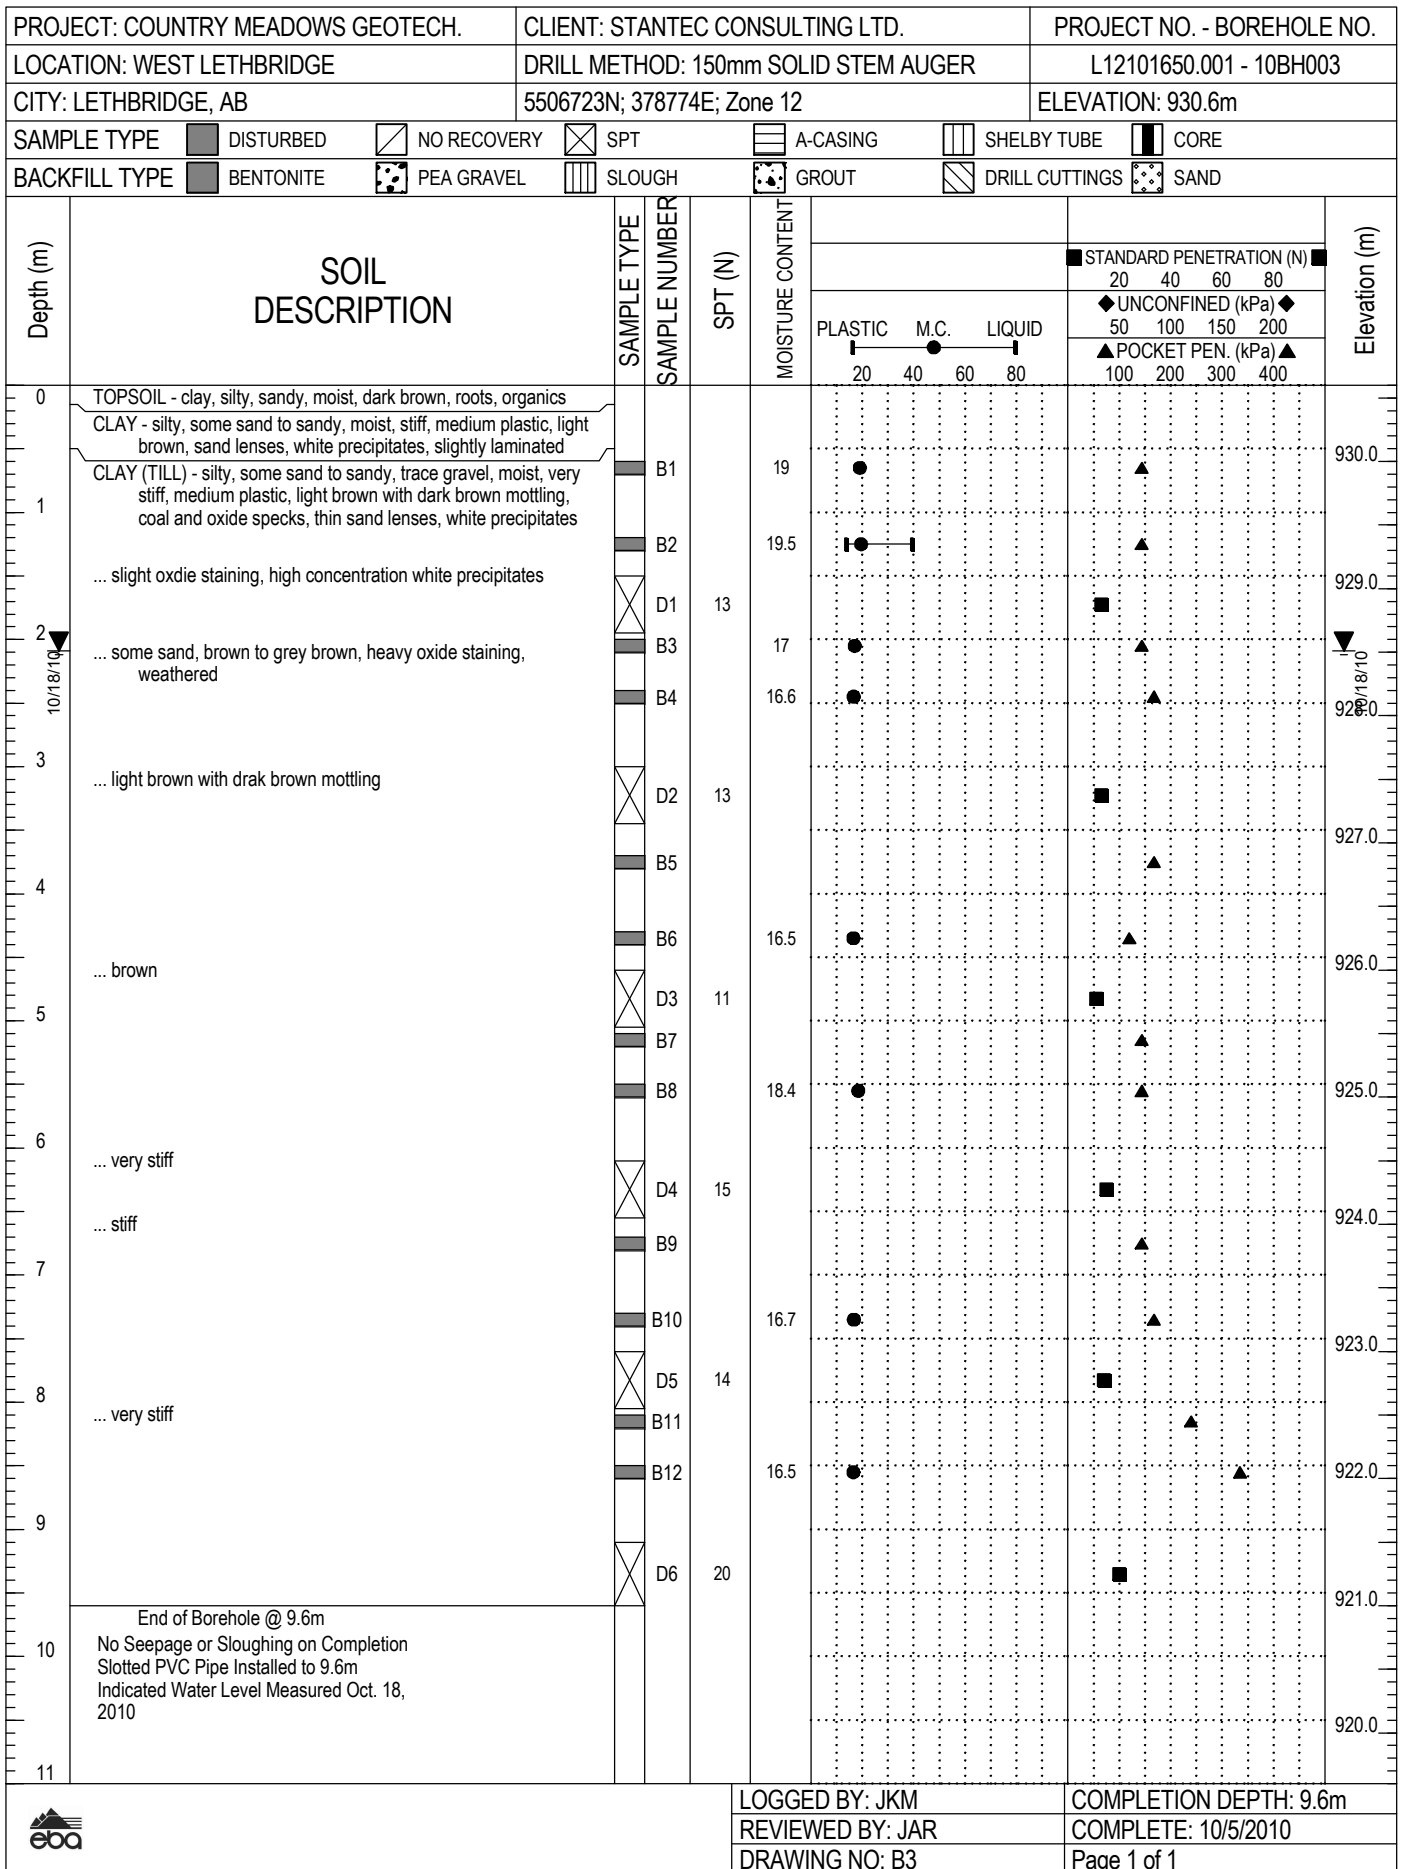 PROJECT: COUNTRY MEADOWS GEOTECH. CLIENT: STANTEC CONSULTING LTD. PROJECT NO. - BOREHOLE NO.
LOCATION: WEST LETHBRIDGE DRILL METHOD: 150mm SOLID STEM AUGER L12101650.001 - 10BH003
CITY: LETHBRIDGE, AB 5506723N; 378774E; Zone 12 ELEVATION: 930.6m
SAMPLE TYPE DISTURBED NO RECOVERY SPT A-CASING SHELBY TUBE CORE
BACKFILL TYPE BENTONITE PEA GRAVEL SLOUGH GROUT DRILL CUTTINGS SAND
Depth (m)
SOIL
DESCRIPTION
SAMPLE TYPE
SAMPLE NUMBER
SPT (N)
MOISTURE CONTENT
PLASTIC M.C. LIQUID
20 40 60 80
STANDARD PENETRATION (N)
20 40 60 80
UNCONFINED (kPa)
50 100 150 200
POCKET PEN. (kPa)
100 200 300 400
Elevation (m)
0 TOPSOIL - clay, silty, sandy, moist, dark brown, roots, organics
CLAY - silty, some sand to sandy, moist, stiff, medium plastic, light
brown, sand lenses, white precipitates, slightly laminated
930.0
CLAY (TILL) - silty, some sand to sandy, trace gravel, moist, very B1 19
stiff, medium plastic, light brown with dark brown mottling,
1 coal and oxide specks, thin sand lenses, white precipitates
B2 19.5
... slight oxdie staining, high concentration white precipitates
929.0
D1 13
2
... some sand, brown to grey brown, heavy oxide staining, B3 17
weathered
10/18/10
10/18/10
B4 16.6
928.0
3
... light brown with drak brown mottling
D2 13
927.0
B5
4
B6 16.5
... brown 926.0
D3 11
5
B7
B8 18.4 925.0
6
... very stiff
D4 15
... stiff 924.0
B9
7
B10 16.7
923.0
D5 14
8
... very stiff B11
B12 16.5 922.0
9
D6 20
921.0
End of Borehole @ 9.6m
No Seepage or Sloughing on Completion
10
Slotted PVC Pipe Installed to 9.6m
Indicated Water Level Measured Oct. 18,
2010
920.0
11
eba
LOGGED BY: JKM COMPLETION DEPTH: 9.6m
REVIEWED BY: JAR COMPLETE: 10/5/2010
DRAWING NO: B3 Page 1 of 1